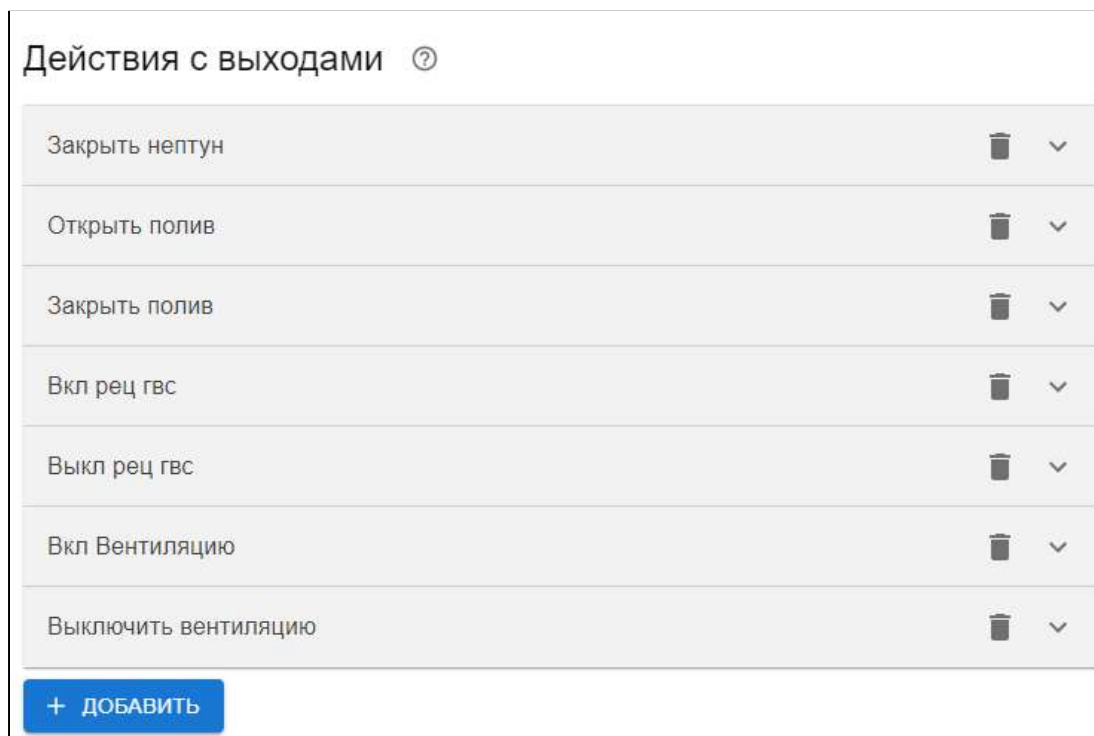 Действия с выходами
Закрыть нептун
Открыть полив
Закрыть полив
Вкл рец гвс
Выкл рец гвс
Вкл Вентиляцию
Выключить вентиляцию
+ ДОБАВИТЬ